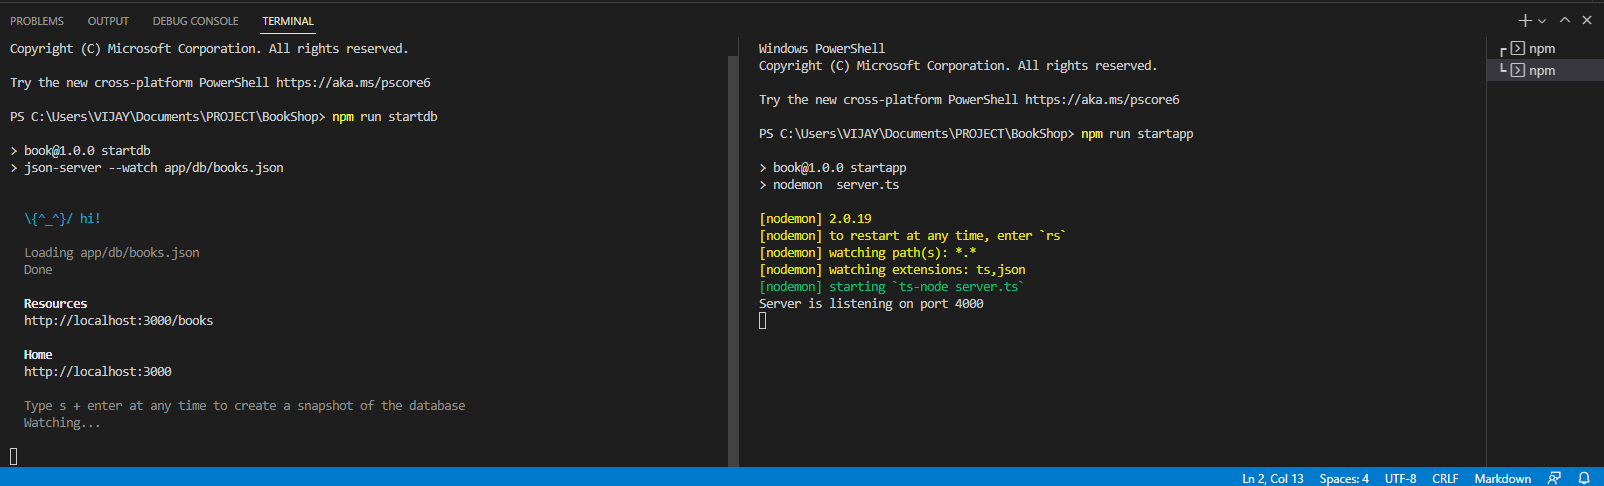 PROBLEMS OUTPUT DEBUG CONSOLE TERMINAL
Copyright (C) Microsoft Corporation. All rights reserved.
Try the new cross-platform PowerShell https://aka.ms/pscore6
PS C:\Users\VIJAY\Documents\PROJECT\BookShop> npm run startdb
> book@1.0.0 startdb
> json-server --watch app/db/books.json
\{^_^}/ hi!
Loading app/db/books.json
Done
Resources
http://localhost:3000/books
Home
http://localhost:3000
Type s + enter at any time to create a snapshot of the database
Watching...
Windows PowerShell
Copyright (C) Microsoft Corporation. All rights reserved.
Try the new cross-platform PowerShell https://aka.ms/pscore6
PS C:\Users\VIJAY\Documents\PROJECT\BookShop> npm run startapp
> book@1.0.0 startapp
> nodemon  server.ts
[nodemon] 2.0.19
[nodemon] to restart at any time, enter `rs`
[nodemon] watching path(s): *.*
[nodemon] watching extensions: ts,json
[nodemon] starting `ts-node server.ts`
Server is listening on port 4000
npm
npm
Ln 2, Col 13 Spaces: 4 UTF-8 CRLF Markdown